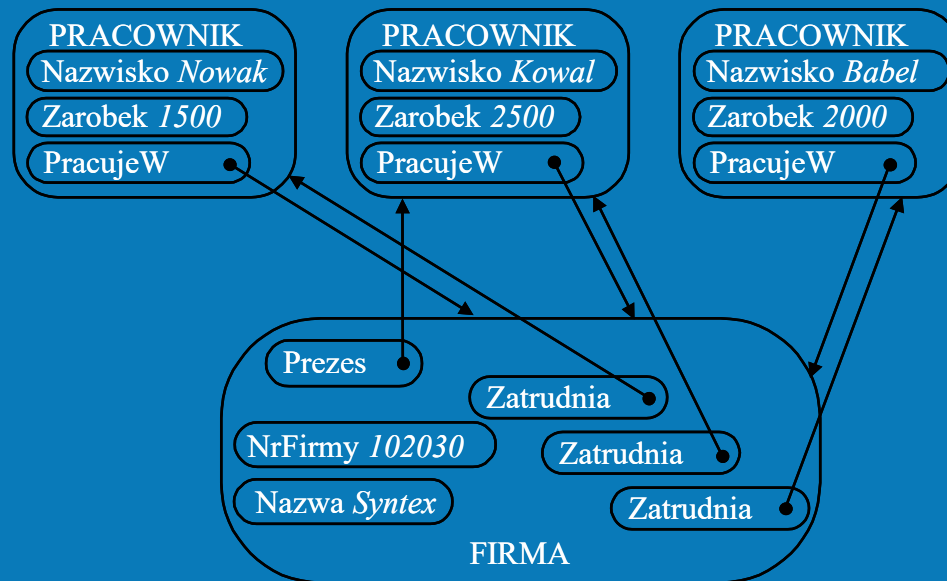 PRACOWNIK
Nazwisko Nowak
Zarobek 1500
PracujeW
PRACOWNIK
Nazwisko Kowal
Zarobek 2500
PracujeW
PRACOWNIK
Nazwisko Babel
Zarobek 2000
PracujeW
Prezes
Zatrudnia
NrFirmy 102030
Zatrudnia
Nazwa Syntex
Zatrudnia
FIRMA